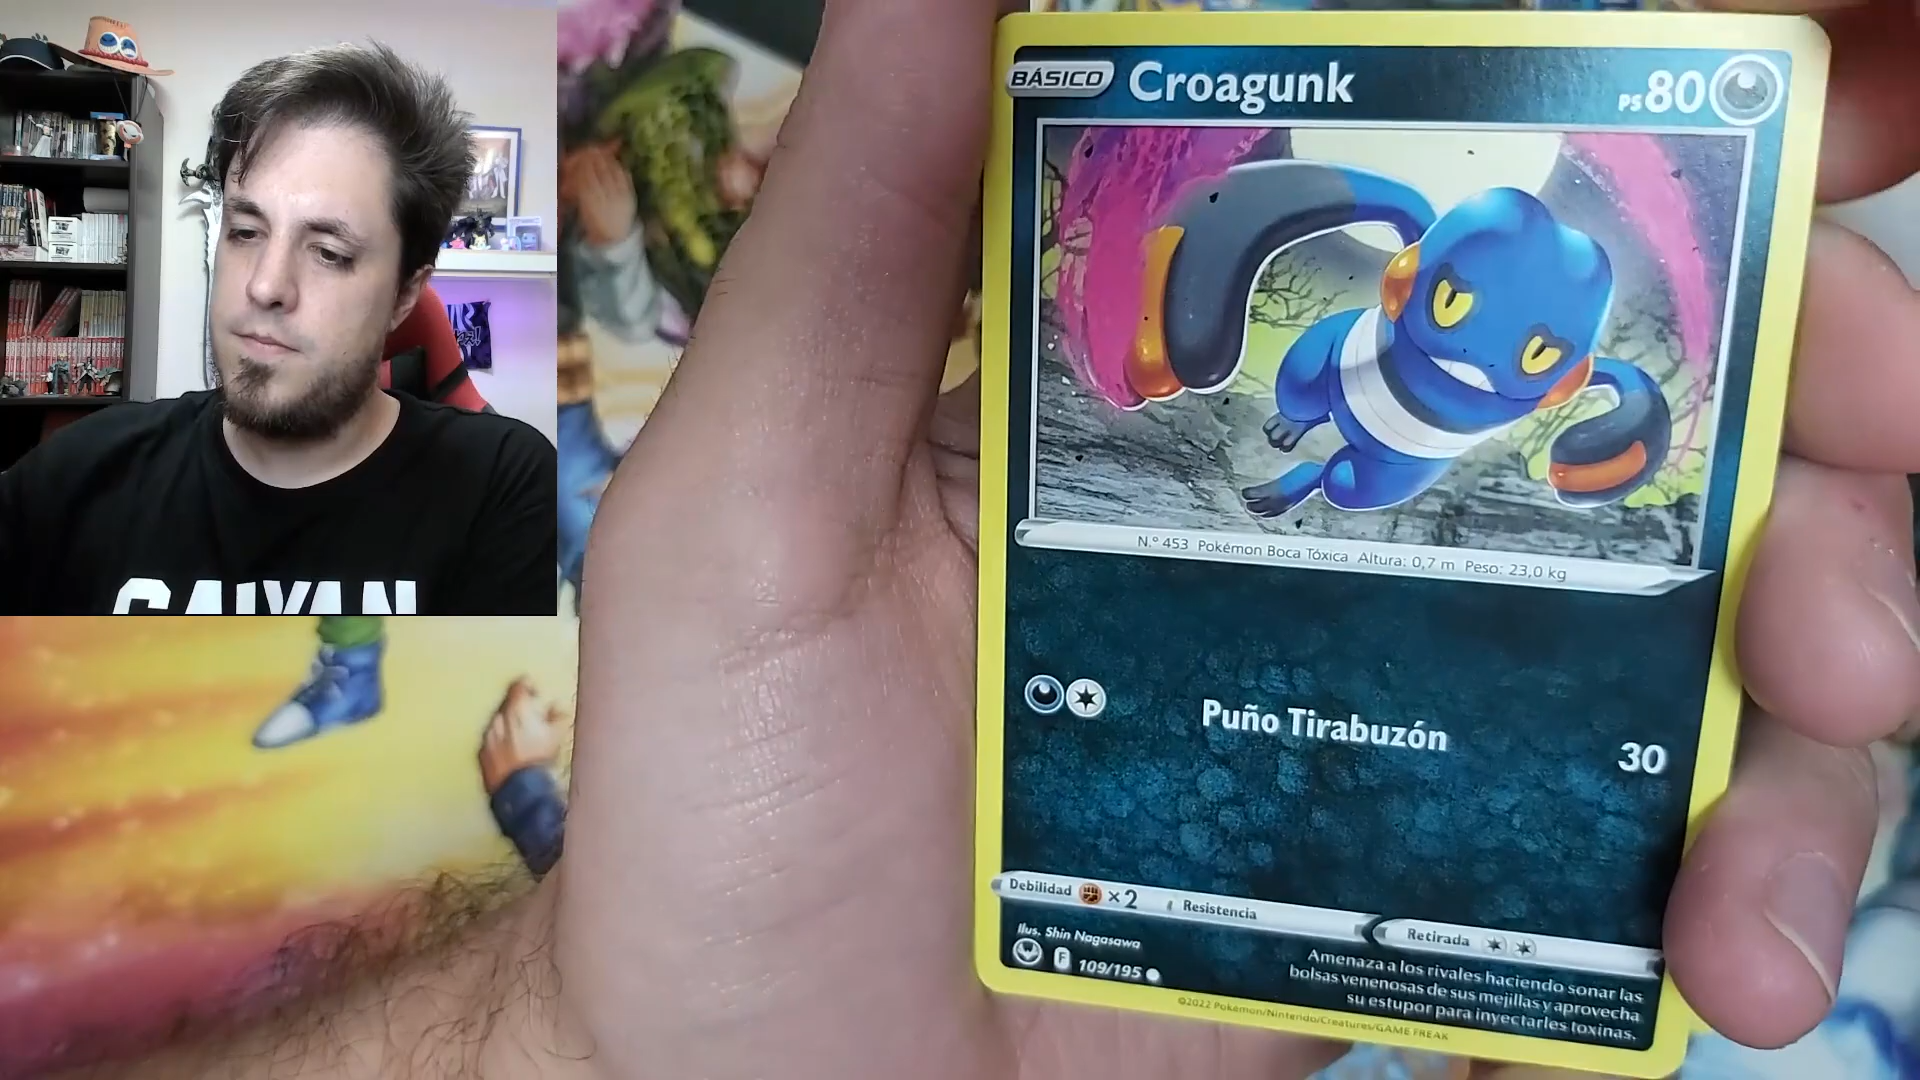 BÁSICO Croagunk PS80
N.º 453 Pokémon Boca Tóxica Altura: 0,7 m Peso: 23,0 kg
Puño Tirabuzón 30
Debilidad ×2 Resistencia Retirada
Ilus. Shin Nagasawa
F 109/195
Amenaza a los rivales haciendo sonar las
bolsas venenosas de sus mejillas y aprovecha
su estupor para inyectarles toxinas.
©2022 Pokémon/Nintendo/Creatures/GAME FREAK